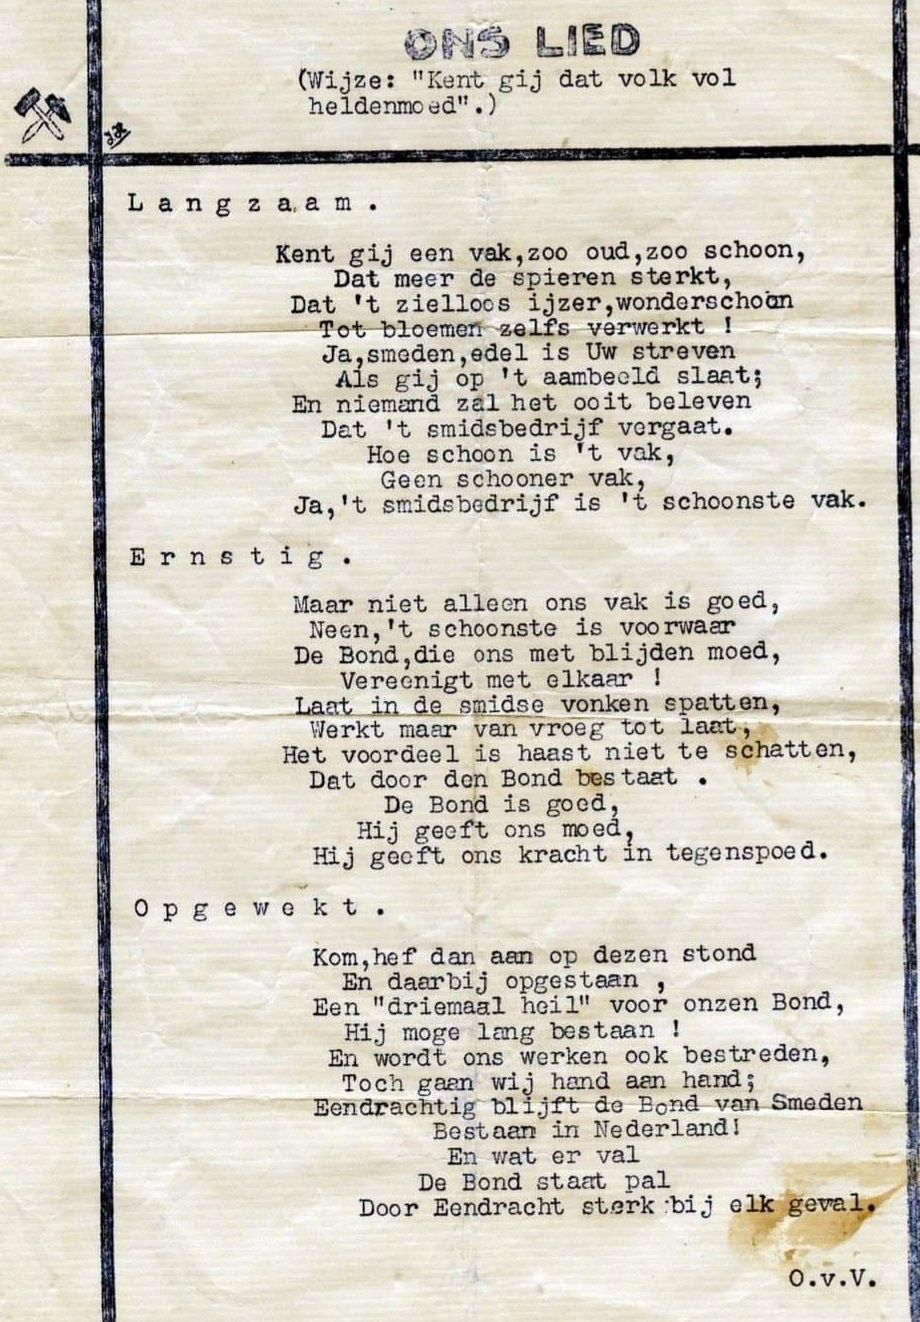 ONS LIED
(Wijze: "Kent gij dat volk vol
heldenmoed".)
Langzaam.
Kent gij een vak,zoo oud,zoo schoon,
Dat meer de spieren sterkt,
Dat 't zielloos ijzer,wonderschoon
Tot bloemen zelfs verwerkt !
Ja,smeden,edel is Uw streven
Als gij op 't aambeeld slaat;
En niemand zal het ooit beleven
Dat 't smidsbedrijf vergaat.
Hoe schoon is 't vak,
Geen schooner vak,
Ja,'t smidsbedrijf is 't schoonste vak.
Ernstig.
Maar niet alleen ons vak is goed,
Neen,'t schoonste is voorwaar
De Bond,die ons met blijden moed,
Vereenigt met elkaar !
Laat in de smidse vonken spatten,
Werkt maar van vroeg tot laat,
Het voordeel is haast niet te schatten,
Dat door den Bond bestaat .
De Bond is goed,
Hij geeft ons moed,
Hij geeft ons kracht in tegenspoed.
Opgewekt.
Kom,hef dan aan op dezen stond
En daarbij opgestaan ,
Een "driemaal heil" voor onzen Bond,
Hij moge lang bestaan !
En wordt ons werken ook bestreden,
Toch gaan wij hand aan hand;
Eendrachtig blijft de Bond van Smeden
Bestaan in Nederland!
En wat er val
De Bond staat pal
Door Eendracht sterk bij elk geval.
O.v.V.